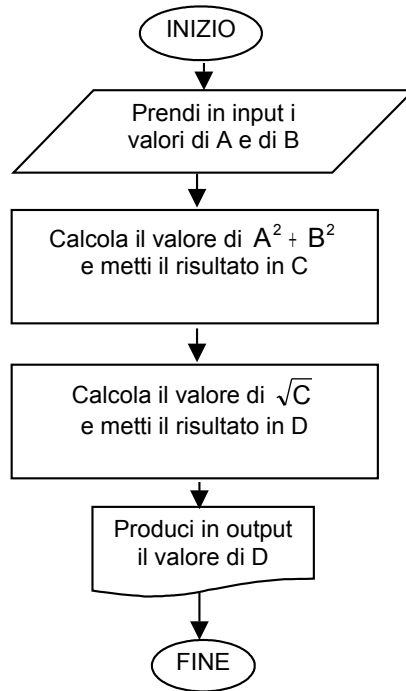 INIZIO
Prendi in input i
valori di A e di B
Calcola il valore di A² + B²
e metti il risultato in C
Calcola il valore di √C
e metti il risultato in D
Produci in output
il valore di D
FINE